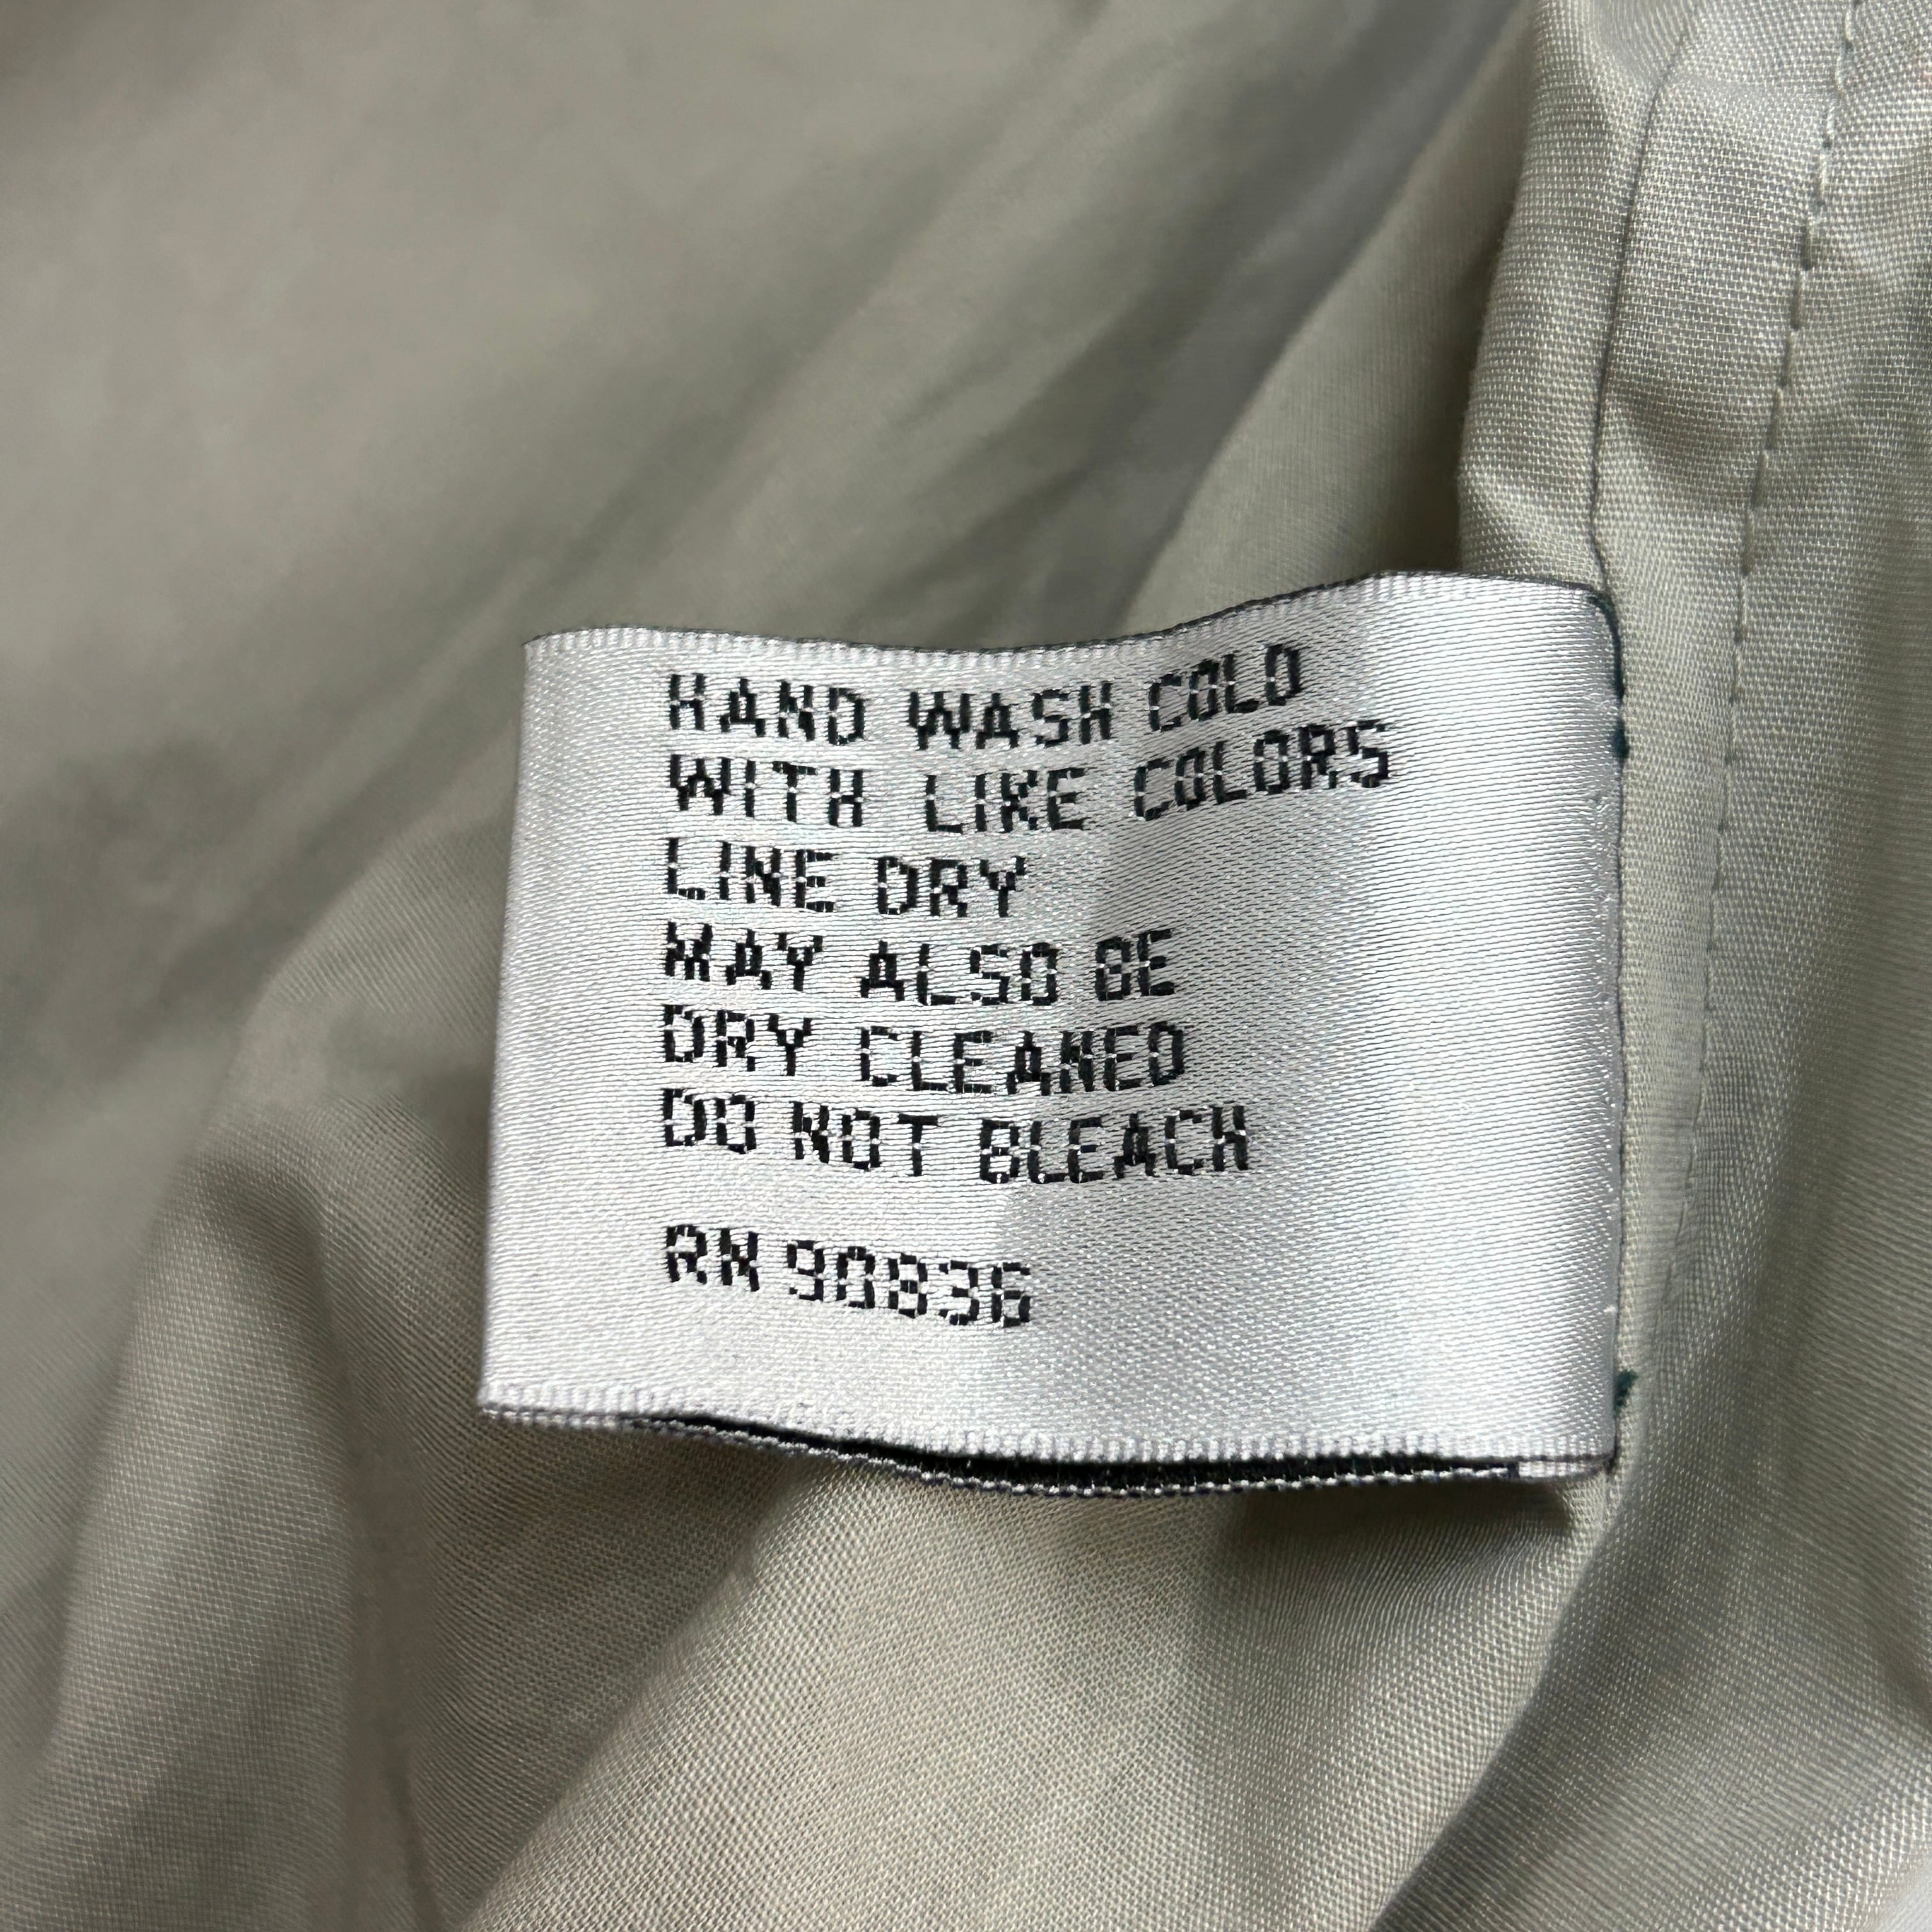 HAND WASH COLD
WITH LIKE COLORS
LINE DRY
MAY ALSO BE
DRY CLEANED
DO NOT BLEACH
RN 90836